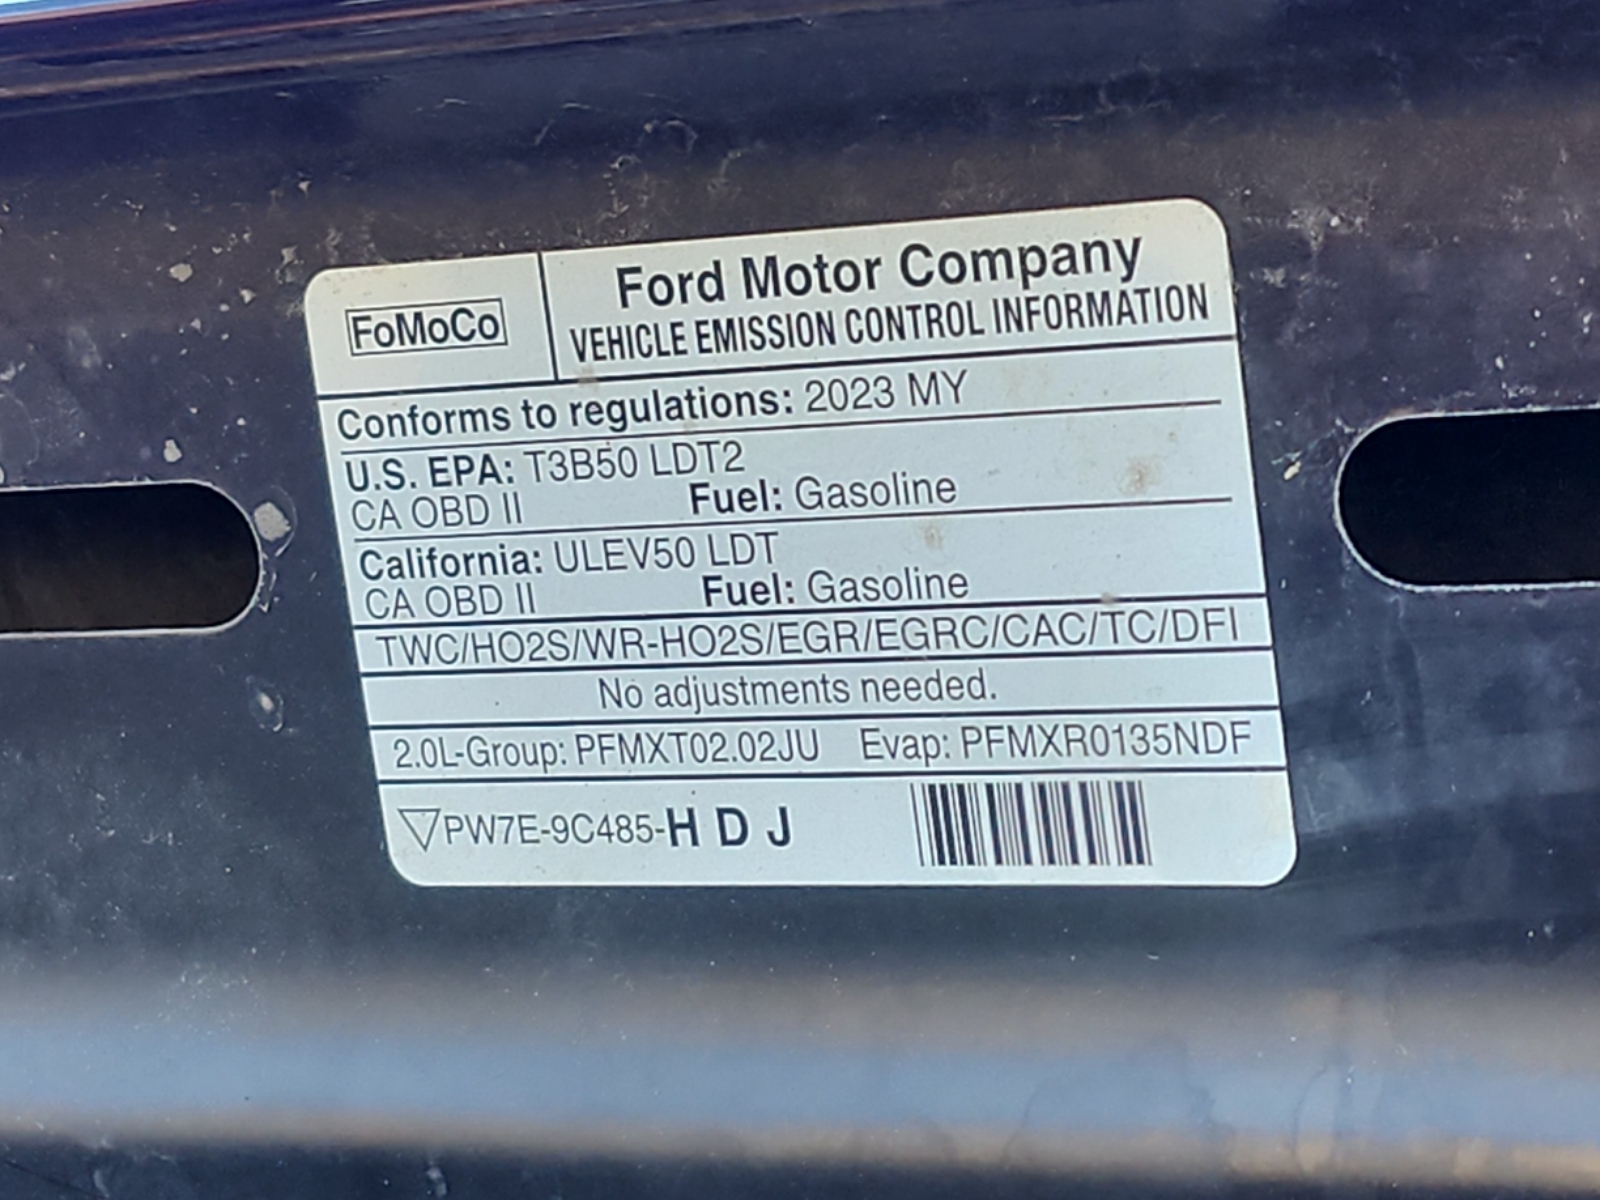 FoMoCo
Ford Motor Company
VEHICLE EMISSION CONTROL INFORMATION
Conforms to regulations: 2023 MY
U.S. EPA: T3B50 LDT2
CA OBD II Fuel: Gasoline
California: ULEV50 LDT
CA OBD II Fuel: Gasoline
TWC/HO2S/WR-HO2S/EGR/EGRC/CAC/TC/DFI
No adjustments needed.
2.0L-Group: PFMXT02.02JU Evap: PFMXR0135NDF
PW7E-9C485-H D J